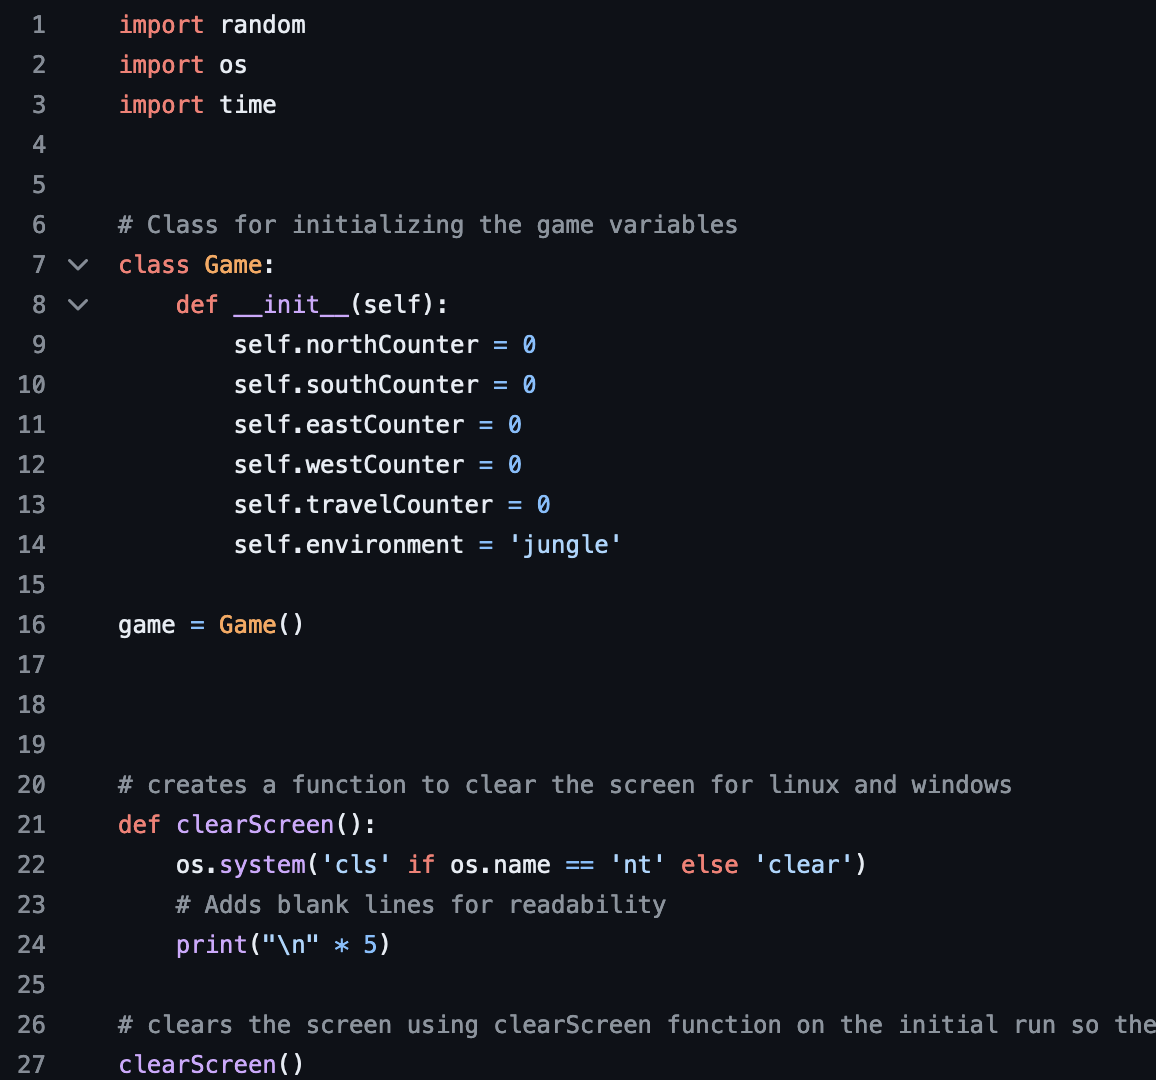 1 import random
2 import os
3 import time
4
5
6 # Class for initializing the game variables
7 class Game:
8     def __init__(self):
9         self.northCounter = 0
10         self.southCounter = 0
11         self.eastCounter = 0
12         self.westCounter = 0
13         self.travelCounter = 0
14         self.environment = 'jungle'
15
16 game = Game()
17
18
19
20 # creates a function to clear the screen for linux and windows
21 def clearScreen():
22     os.system('cls' if os.name == 'nt' else 'clear')
23     # Adds blank lines for readability
24     print("\n" * 5)
25
26 # clears the screen using clearScreen function on the initial run so the
27 clearScreen()